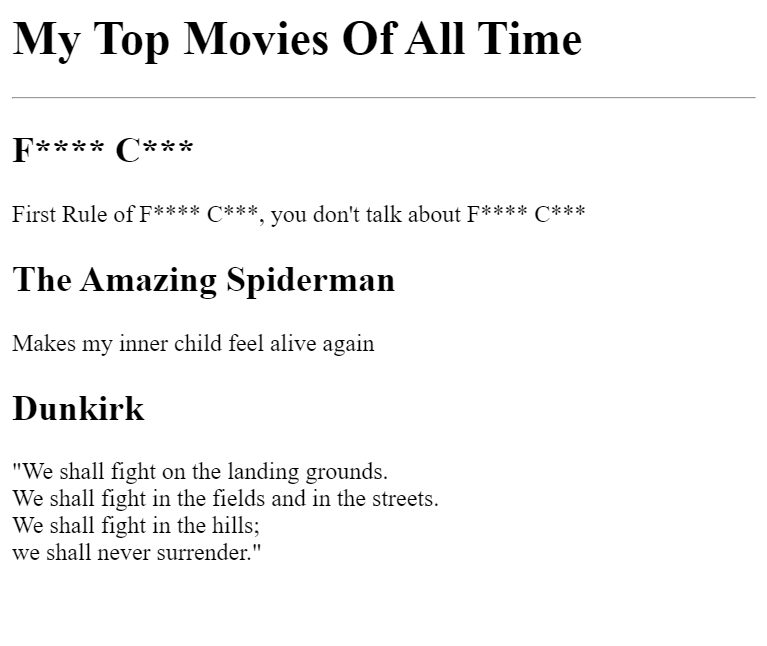 My Top Movies Of All Time
F**** C***
First Rule of F**** C***, you don't talk about F**** C***
The Amazing Spiderman
Makes my inner child feel alive again
Dunkirk
"We shall fight on the landing grounds.
We shall fight in the fields and in the streets.
We shall fight in the hills;
we shall never surrender."